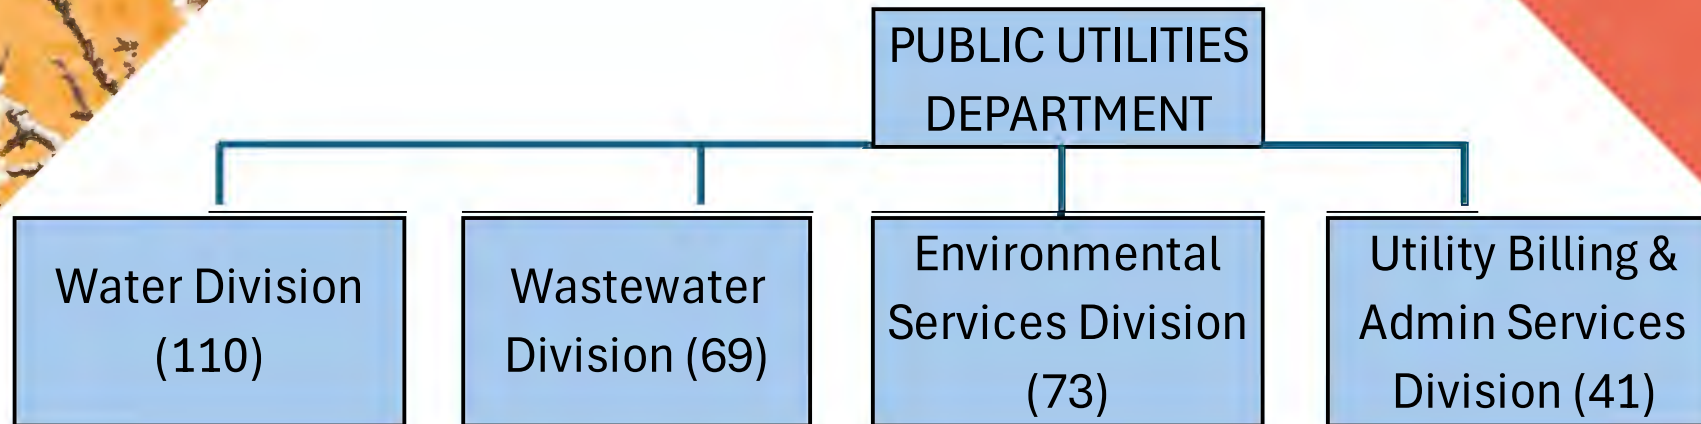 PUBLIC UTILITIES
DEPARTMENT
Water Division
(110)
Wastewater
Division (69)
Environmental
Services Division
(73)
Utility Billing &
Admin Services
Division (41)